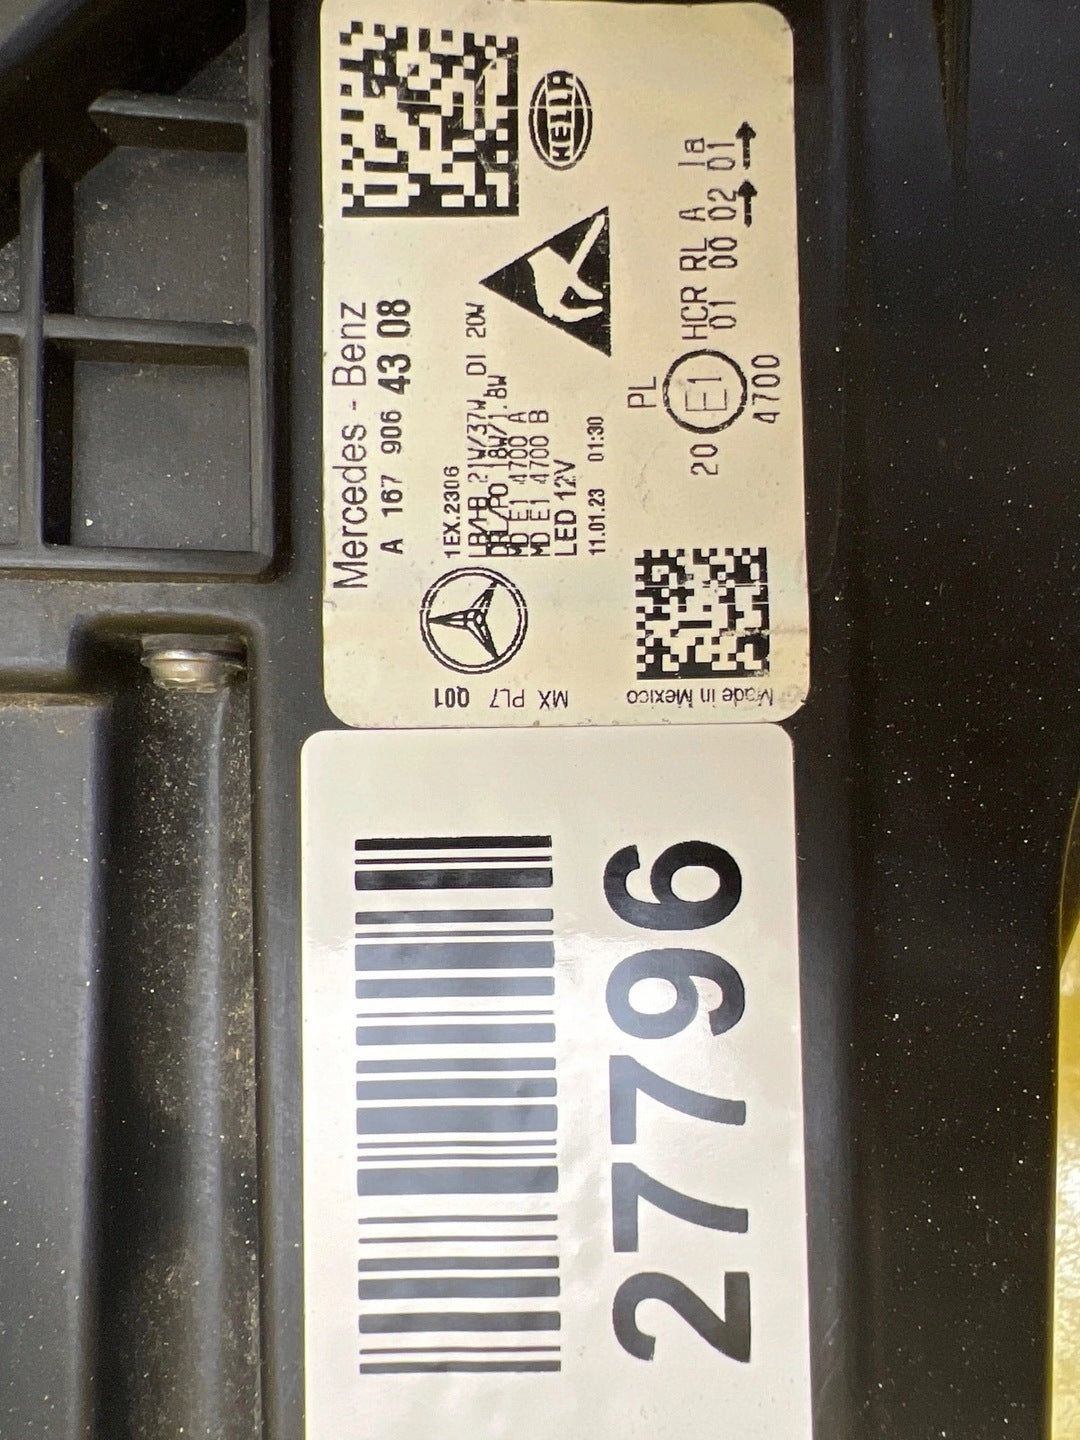 Mercedes - Benz
A 167 906 43 08
HELLA
1EX.2306
LB/HB 21W/37W DI 20W
DRL/PO 18W/1.8W
MD E1 4700 A
MD E1 4700 B
LED 12V
11.01.23 01:30
PL
20 E1 HCR RL A Ia
01 00 02 01
4700
MX PL7 Q01
Made in Mexico
27796